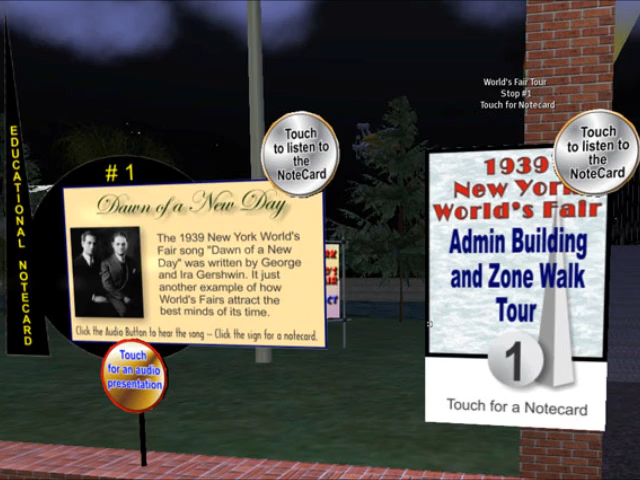 EDUCATIONAL NOTECARD
# 1
Dawn of a New Day
The 1939 New York World's
Fair song "Dawn of a New
Day" was written by George
and Ira Gershwin. It just
another example of how
World's Fairs attract the
best minds of its time.
Click the Audio Button to hear the song – Click the sign for a notecard.
Touch
for an audio
presentation
Touch
to listen to
the
NoteCard
World's Fair Tour
Stop #1
Touch for Notecard
Touch
to listen to
the
NoteCard
1939
New York
World's Fair
Admin Building
and Zone Walk
Tour
1
Touch for a Notecard